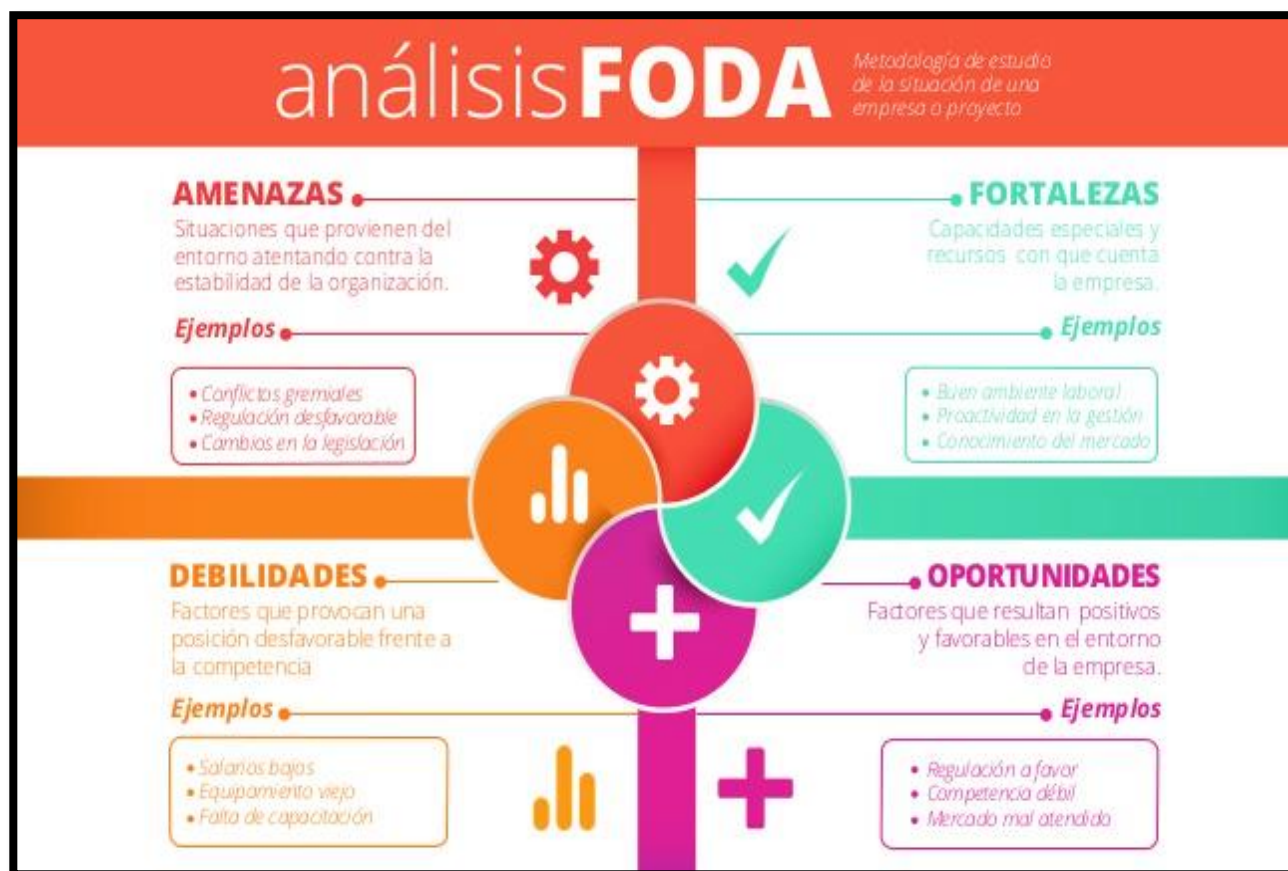 análisis FODA
Metodología de estudio
de la situación de una
empresa o proyecto
AMENAZAS
Situaciones que provienen del
entorno atentando contra la
estabilidad de la organización.
Ejemplos
• Conflictos gremiales
• Regulación desfavorable
• Cambios en la legislación
FORTALEZAS
Capacidades especiales y
recursos con que cuenta
la empresa.
Ejemplos
• Buen ambiente laboral
• Proactividad en la gestión
• Conocimiento del mercado
DEBILIDADES
Factores que provocan una
posición desfavorable frente a
la competencia
Ejemplos
• Salarios bajos
• Equipamiento viejo
• Falta de capacitación
OPORTUNIDADES
Factores que resultan positivos
y favorables en el entorno
de la empresa.
Ejemplos
• Regulación a favor
• Competencia débil
• Mercado mal atendido